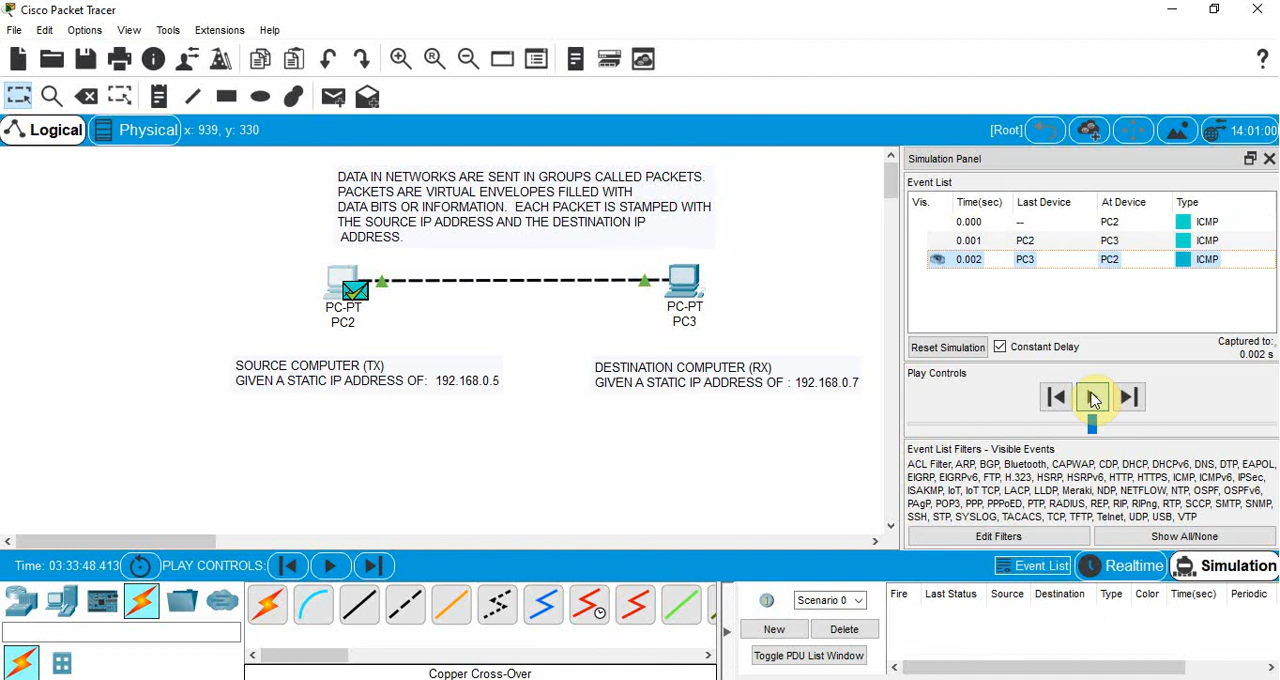 Cisco Packet Tracer
File Edit Options View Tools Extensions Help
Logical Physical x: 939, y: 330 [Root] 14:01:00
DATA IN NETWORKS ARE SENT IN GROUPS CALLED PACKETS.
PACKETS ARE VIRTUAL ENVELOPES FILLED WITH
DATA BITS OR INFORMATION. EACH PACKET IS STAMPED WITH
THE SOURCE IP ADDRESS AND THE DESTINATION IP
ADDRESS.
PC-PT
PC2
PC-PT
PC3
SOURCE COMPUTER (TX)
GIVEN A STATIC IP ADDRESS OF: 192.168.0.5
DESTINATION COMPUTER (RX)
GIVEN A STATIC IP ADDRESS OF : 192.168.0.7
Simulation Panel
Event List
Vis. Time(sec) Last Device At Device Type
0.000 -- PC2 ICMP
0.001 PC2 PC3 ICMP
0.002 PC3 PC2 ICMP
Reset Simulation Constant Delay Captured to:
0.002 s
Play Controls
Event List Filters - Visible Events
ACL Filter, ARP, BGP, Bluetooth, CAPWAP, CDP, DHCP, DHCPv6, DNS, DTP, EAPOL,
EIGRP, EIGRPv6, FTP, H.323, HSRP, HSRPv6, HTTP, HTTPS, ICMP, ICMPv6, IPSec,
ISAKMP, IoT, IoT TCP, LACP, LLDP, Meraki, NDP, NETFLOW, NTP, OSPF, OSPFv6,
PAgP, POP3, PPP, PPPoED, PTP, RADIUS, REP, RIP, RIPng, RTP, SCCP, SMTP, SNMP,
SSH, STP, SYSLOG, TACACS, TCP, TFTP, Telnet, UDP, USB, VTP
Edit Filters Show All/None
Time: 03:33:48.413 PLAY CONTROLS: Event List Realtime Simulation
Scenario 0
New Delete
Toggle PDU List Window
Fire Last Status Source Destination Type Color Time(sec) Periodic
Copper Cross-Over